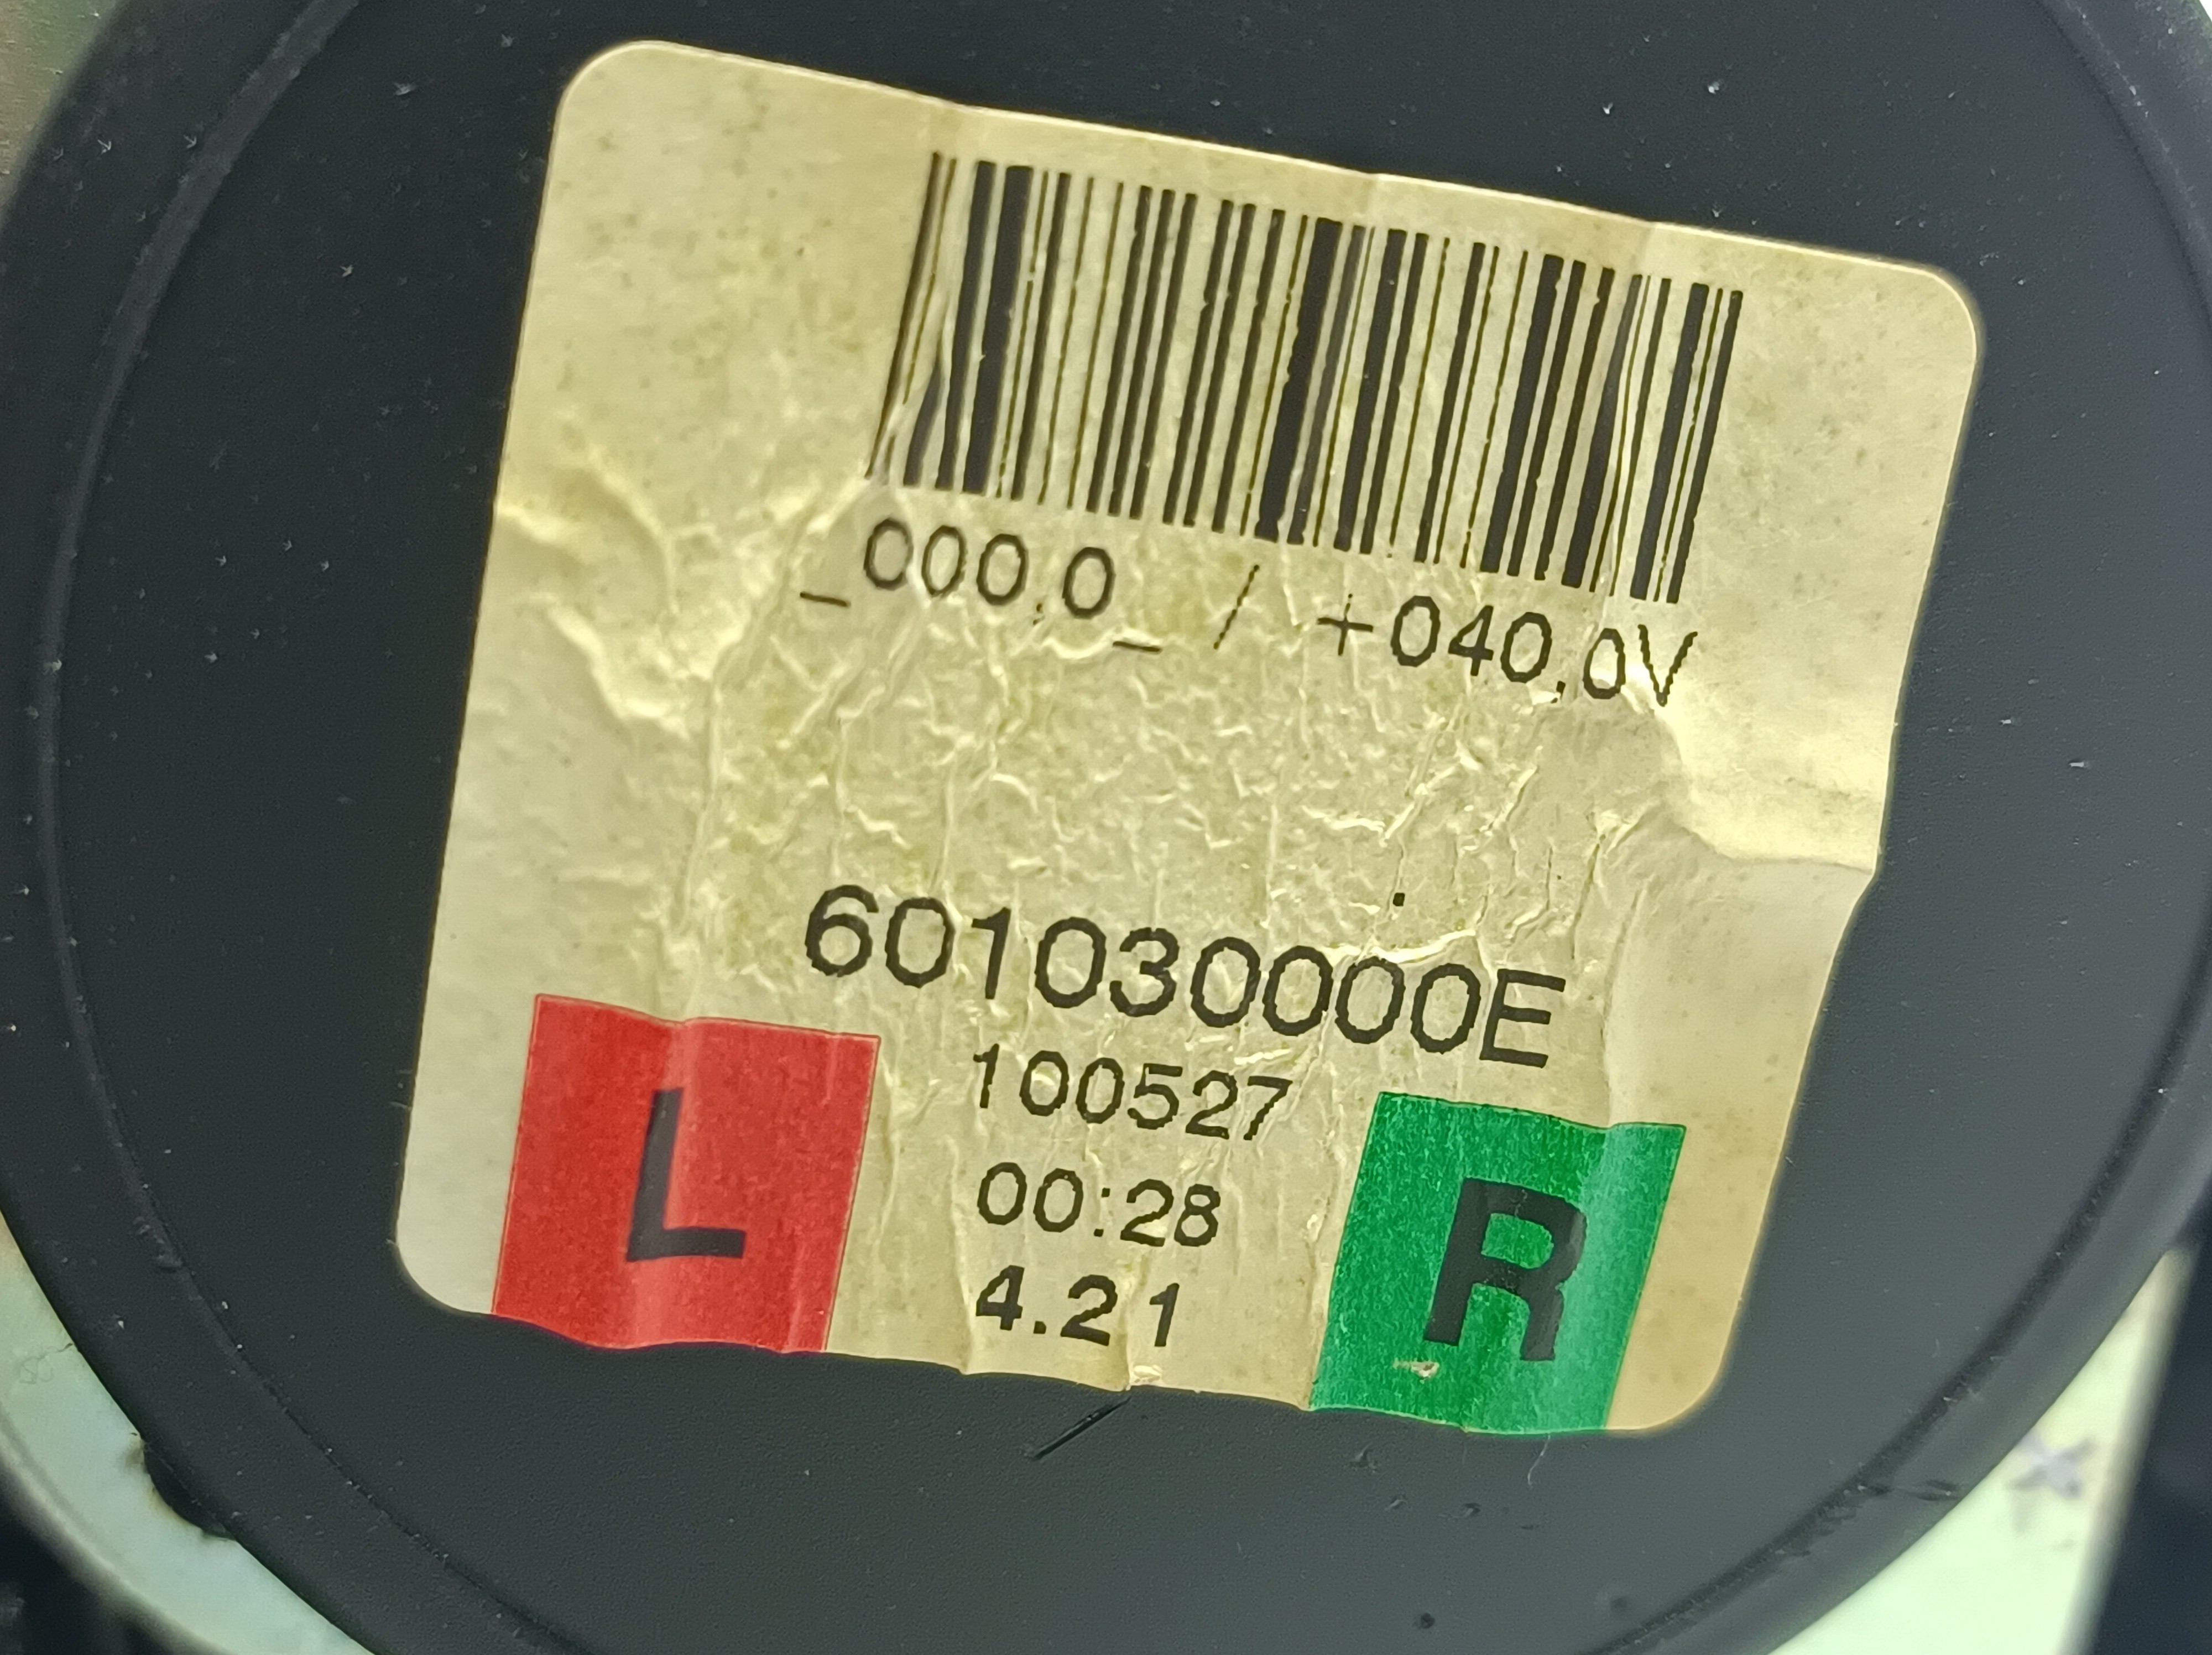 _000,0_ / +040,0V
601030000E
100527
L
00:28
R
4.21